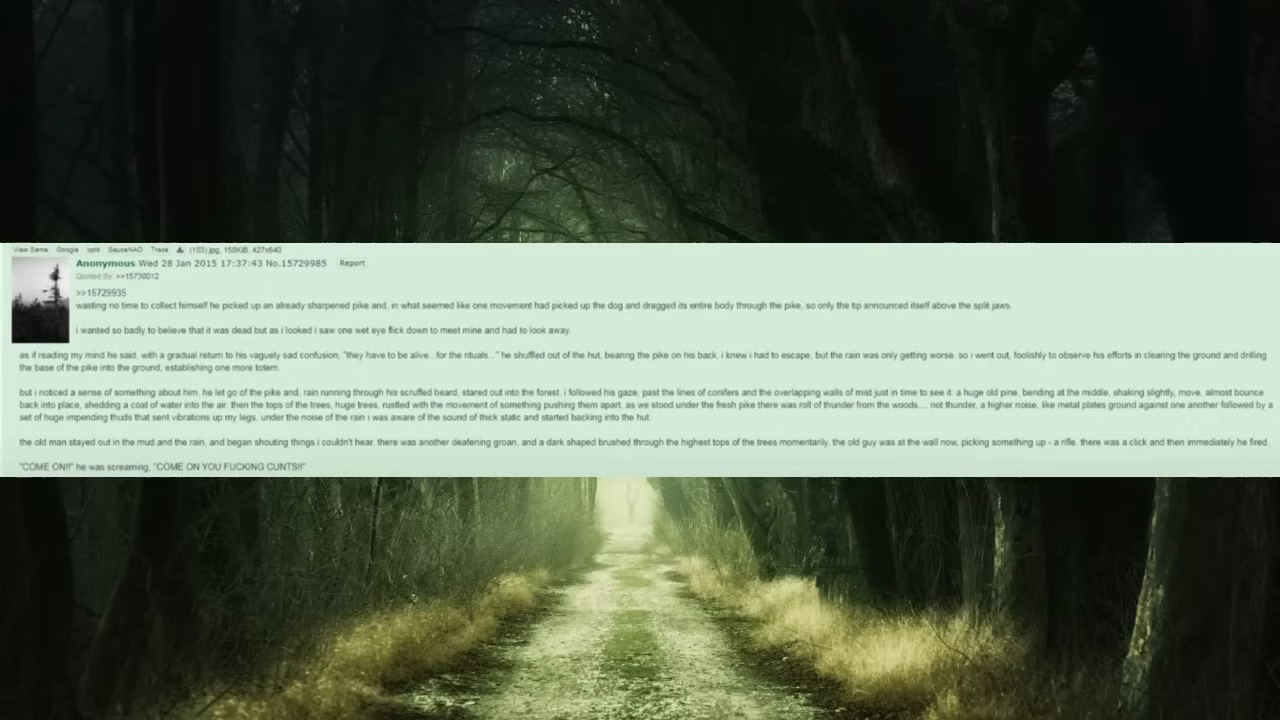 View Same Google iqdb SauceNAO Trace (103).jpg, 158KiB, 427x640
Anonymous Wed 28 Jan 2015 17:37:43 No.15729985 Report
Quoted By: >>15730012
>>15729935
wasting no time to collect himself he picked up an already sharpened pike and, in what seemed like one movement had picked up the dog and dragged its entire body through the pike, so only the tip announced itself above the split jaws.
i wanted so badly to believe that it was dead but as i looked i saw one wet eye flick down to meet mine and had to look away.
as if reading my mind he said, with a gradual return to his vaguely sad confusion, "they have to be alive...for the rituals..." he shuffled out of the hut, bearing the pike on his back. i knew i had to escape, but the rain was only getting worse. so i went out, foolishly to observe his efforts in clearing the ground and drilling
the base of the pike into the ground, establishing one more totem.
but i noticed a sense of something about him. he let go of the pike and, rain running through his scruffed beard, stared out into the forest. i followed his gaze, past the lines of conifers and the overlapping walls of mist just in time to see it: a huge old pine, bending at the middle, shaking slightly, move, almost bounce
back into place, shedding a coat of water into the air. then the tops of the trees, huge trees, rustled with the movement of something pushing them apart. as we stood under the fresh pike there was roll of thunder from the woods.... not thunder, a higher noise, like metal plates ground against one another followed by a
set of huge impending thuds that sent vibrations up my legs. under the noise of the rain i was aware of the sound of thick static and started backing into the hut.
the old man stayed out in the mud and the rain, and began shouting things i couldn't hear. there was another deafening groan, and a dark shaped brushed through the highest tops of the trees momentarily. the old guy was at the wall now, picking something up - a rifle. there was a click and then immediately he fired.
"COME ON!!" he was screaming, "COME ON YOU FUCKING CUNTS!!"